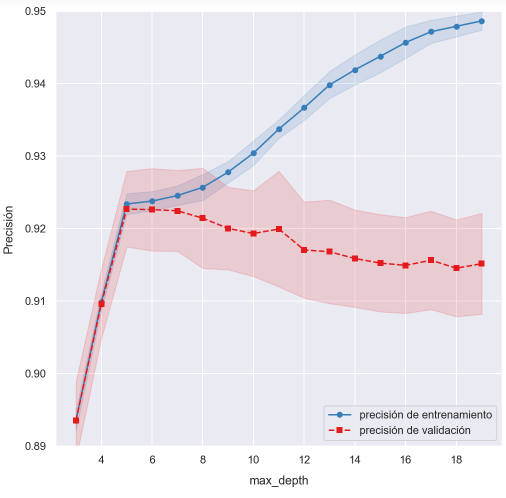 0.95
0.94
0.93
0.92
0.91
0.90
0.89
Precisión
4 6 8 10 12 14 16 18
max_depth
precisión de entrenamiento
precisión de validación